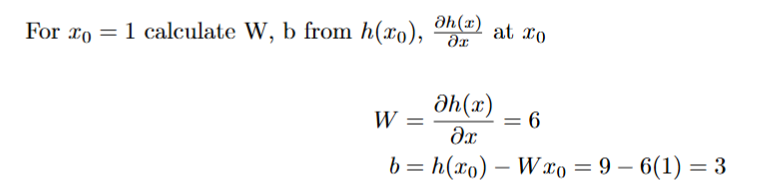 For x₀ = 1 calculate W, b from h(x₀), ∂h(x)/∂x at x₀
W = ∂h(x)/∂x = 6
b = h(x₀) − Wx₀ = 9 − 6(1) = 3